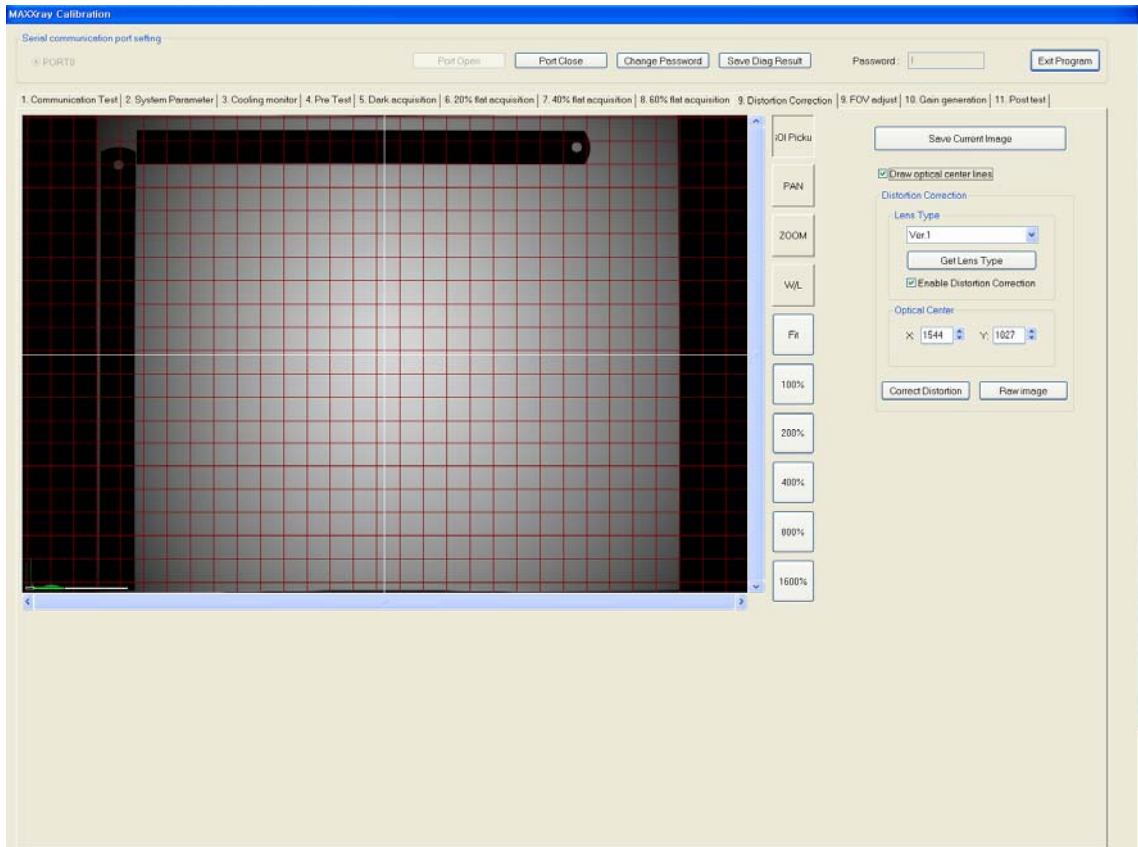 MAXXray Calibration
Serial communication port setting
PORT8 Port Open Port Close Change Password Save Diag Result Password : Exit Program
1. Communication Test 2. System Parameter 3. Cooling monitor 4. Pre Test 5. Dark acquisition 6. 20% flat acquisition 7. 40% flat acquisition 8. 60% flat acquisition 9. Distortion Correction 9. FOV adjust 10. Gain generation 11. Post test
OI Picku
PAN
ZOOM
W/L
Fit
100%
200%
400%
800%
1600%
Save Current Image
Draw optical center lines
Distortion Correction
Lens Type
Ver.1
Get Lens Type
Enable Distortion Correction
Optical Center
X: 1544 Y: 1027
Correct Distortion Raw image